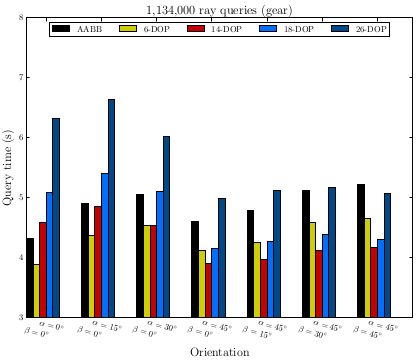 1,134,000 ray queries (gear)
AABB 6-DOP 14-DOP 18-DOP 26-DOP
8
7
6
5
4
3
Query time (s)
α = 0° α = 15° α = 30° α = 45° α = 45° α = 45° α = 45°
β = 0° β = 0° β = 0° β = 0° β = 15° β = 30° β = 45°
Orientation